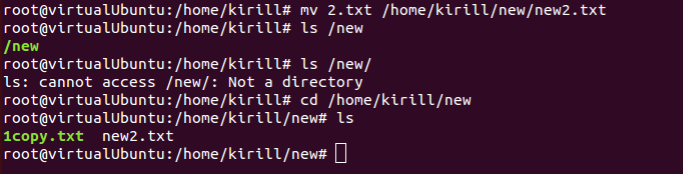 root@virtualUbuntu:/home/kirill# mv 2.txt /home/kirill/new/new2.txt
root@virtualUbuntu:/home/kirill# ls /new
/new
root@virtualUbuntu:/home/kirill# ls /new/
ls: cannot access /new/: Not a directory
root@virtualUbuntu:/home/kirill# cd /home/kirill/new
root@virtualUbuntu:/home/kirill/new# ls
1copy.txt  new2.txt
root@virtualUbuntu:/home/kirill/new#